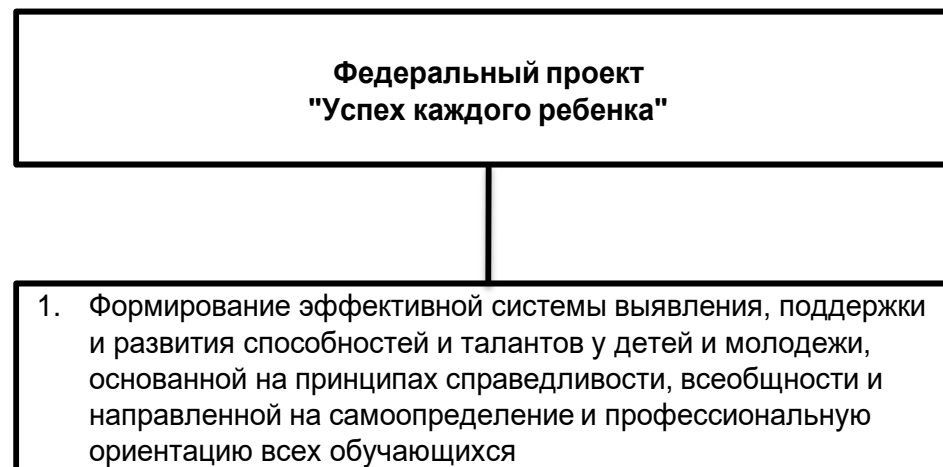 Федеральный проект
"Успех каждого ребенка"
1. Формирование эффективной системы выявления, поддержки
и развития способностей и талантов у детей и молодежи,
основанной на принципах справедливости, всеобщности и
направленной на самоопределение и профессиональную
ориентацию всех обучающихся